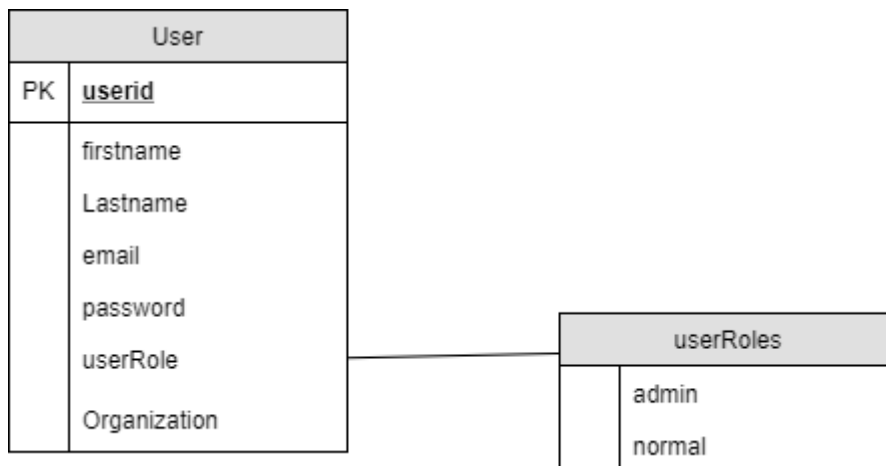 User
PK userid
firstname
Lastname
email
password
userRole
Organization
userRoles
admin
normal